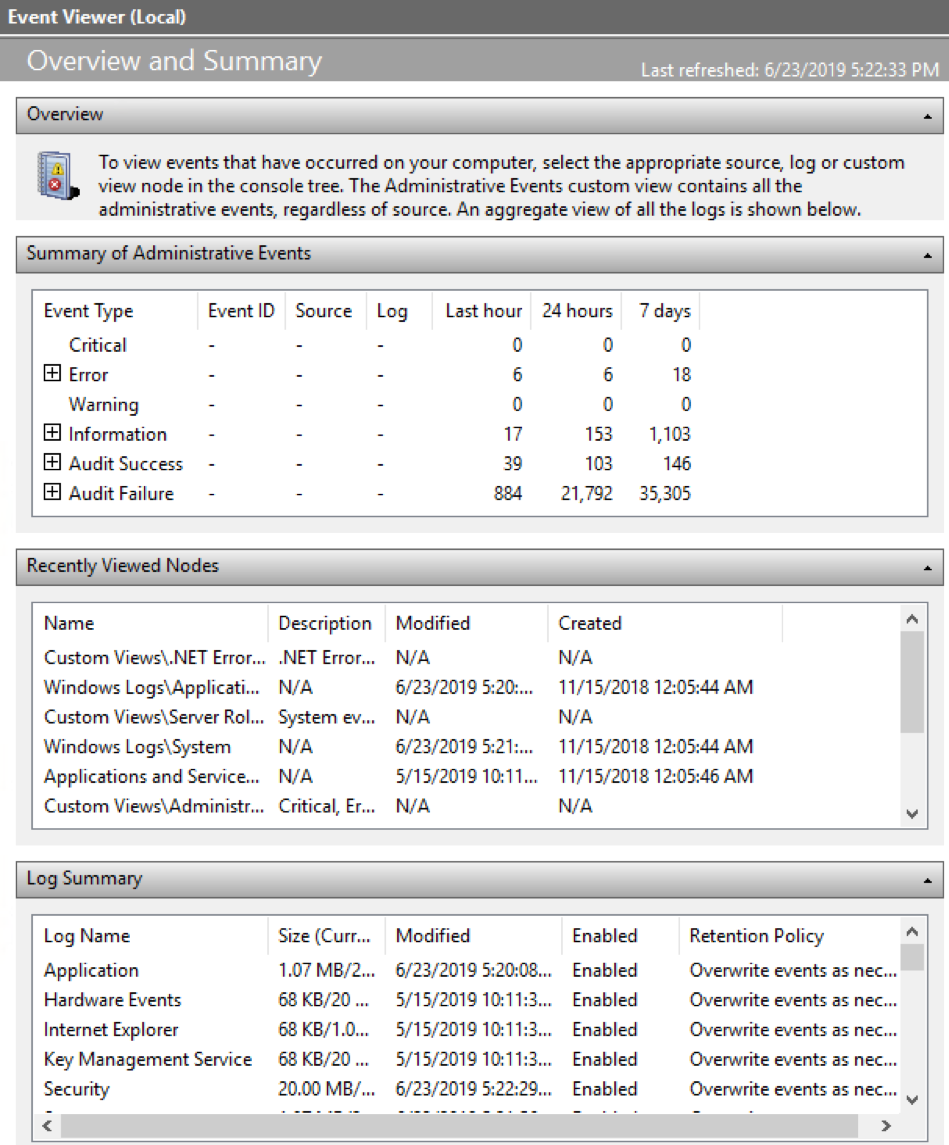 Event Viewer (Local)
Overview and Summary Last refreshed: 6/23/2019 5:22:33 PM
Overview
To view events that have occurred on your computer, select the appropriate source, log or custom
view node in the console tree. The Administrative Events custom view contains all the
administrative events, regardless of source. An aggregate view of all the logs is shown below.
Summary of Administrative Events
Event Type Event ID Source Log Last hour 24 hours 7 days
Critical - - - 0 0 0
Error - - - 6 6 18
Warning - - - 0 0 0
Information - - - 17 153 1,103
Audit Success - - - 39 103 146
Audit Failure - - - 884 21,792 35,305
Recently Viewed Nodes
Name Description Modified Created
Custom Views\.NET Error... .NET Error... N/A N/A
Windows Logs\Applicati... N/A 6/23/2019 5:20:... 11/15/2018 12:05:44 AM
Custom Views\Server Rol... System ev... N/A N/A
Windows Logs\System N/A 6/23/2019 5:21:... 11/15/2018 12:05:44 AM
Applications and Service... N/A 5/15/2019 10:11... 11/15/2018 12:05:46 AM
Custom Views\Administr... Critical, Er... N/A N/A
Log Summary
Log Name Size (Curr... Modified Enabled Retention Policy
Application 1.07 MB/2... 6/23/2019 5:20:08... Enabled Overwrite events as nec...
Hardware Events 68 KB/20 ... 5/15/2019 10:11:3... Enabled Overwrite events as nec...
Internet Explorer 68 KB/1.0... 5/15/2019 10:11:3... Enabled Overwrite events as nec...
Key Management Service 68 KB/20 ... 5/15/2019 10:11:3... Enabled Overwrite events as nec...
Security 20.00 MB/... 6/23/2019 5:22:29... Enabled Overwrite events as nec...